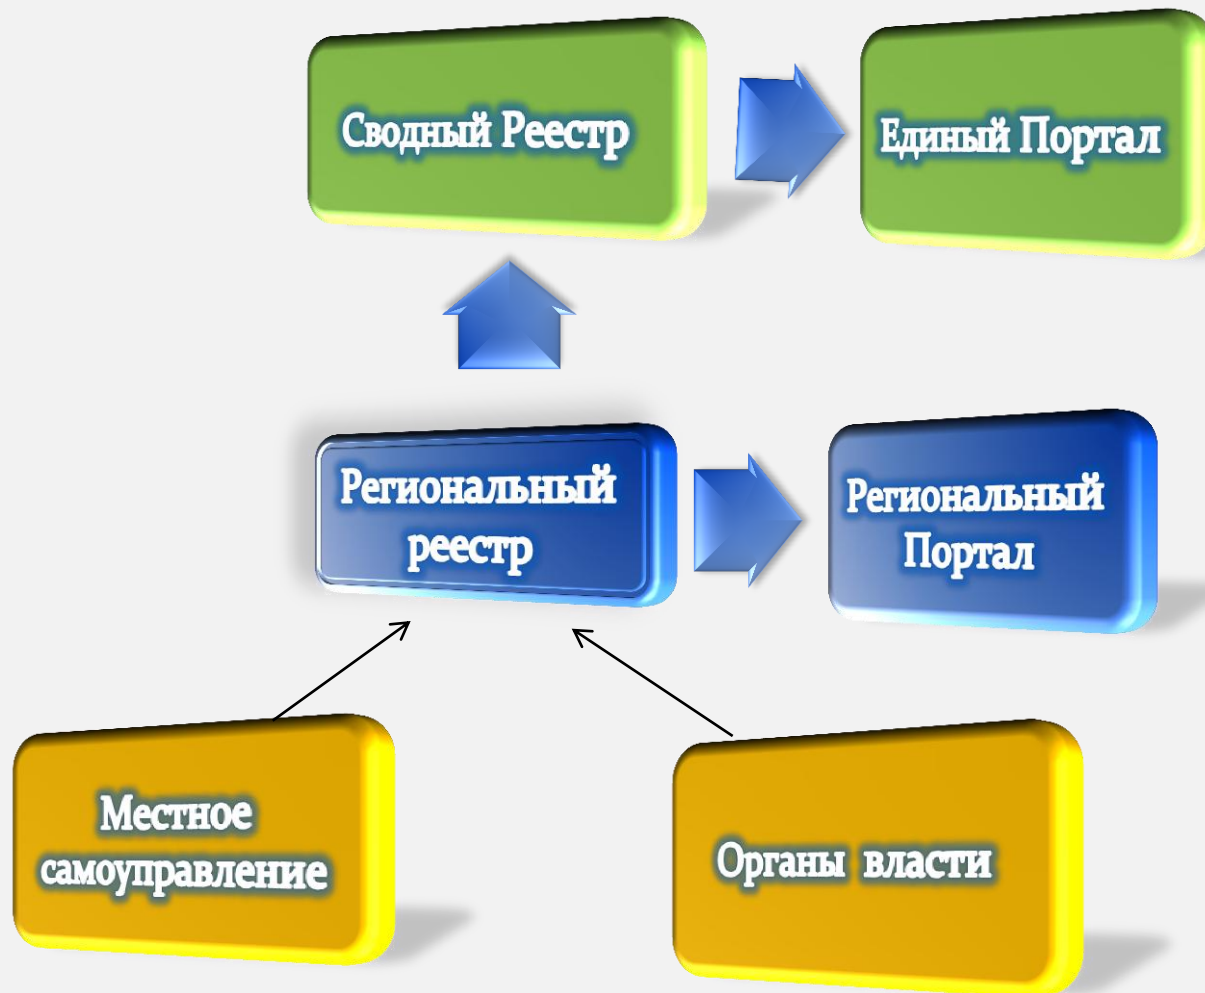 Сводный Реестр
Единый Портал
Региональный
реестр
Региональный
Портал
Местное
самоуправление
Органы власти